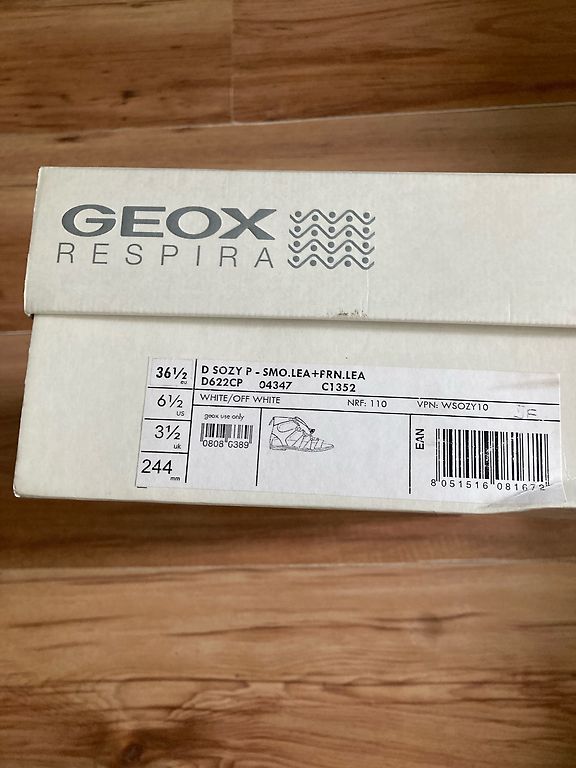 GEOX
RESPIRA
36½ eu
D SOZY P - SMO.LEA+PRN.LEA
D622CP 04347 C1352
6½ us
WHITE/OFF WHITE NRF: 110 VPN: WSOZY10
3½ uk
geox use only
0808 G389
244 mm
EAN
8 051516 081672